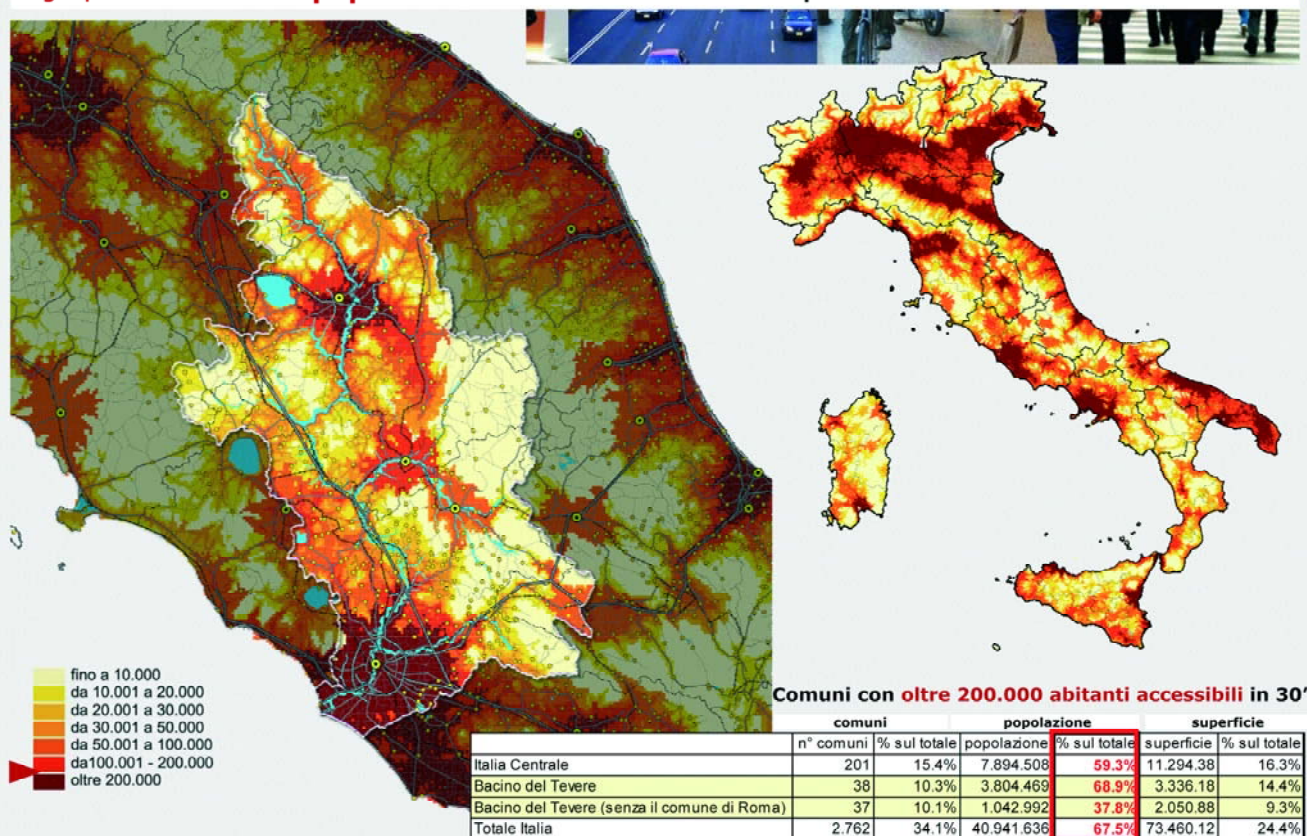 fino a 10.000
da 10.001 a 20.000
da 20.001 a 30.000
da 30.001 a 50.000
da 50.001 a 100.000
da100.001 - 200.000
oltre 200.000
Comuni con oltre 200.000 abitanti accessibili in 30'
comuni popolazione superficie
n° comuni % sul totale popolazione % sul totale superficie % sul totale
Italia Centrale 201 15.4% 7.894.508 59.3% 11.294.38 16.3%
Bacino del Tevere 38 10.3% 3.804.469 68.9% 3.336.18 14.4%
Bacino del Tevere (senza il comune di Roma) 37 10.1% 1.042.992 37.8% 2.050.88 9.3%
Totale Italia 2.762 34.1% 40.941.636 67.5% 73.460.12 24.4%